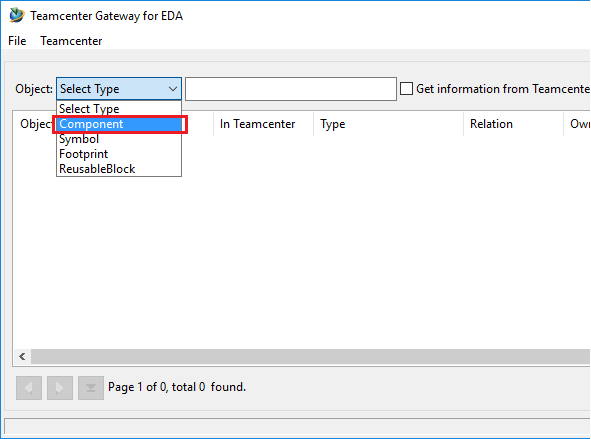 Teamcenter Gateway for EDA
File Teamcenter
Object: Select Type Get information from Teamcente
Select Type
Objec In Teamcenter Type Relation Own
Component
Symbol
Footprint
ReusableBlock
Page 1 of 0, total 0 found.